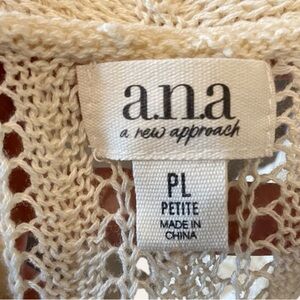 a.n.a
a new approach
PL
PETITE
MADE IN
CHINA